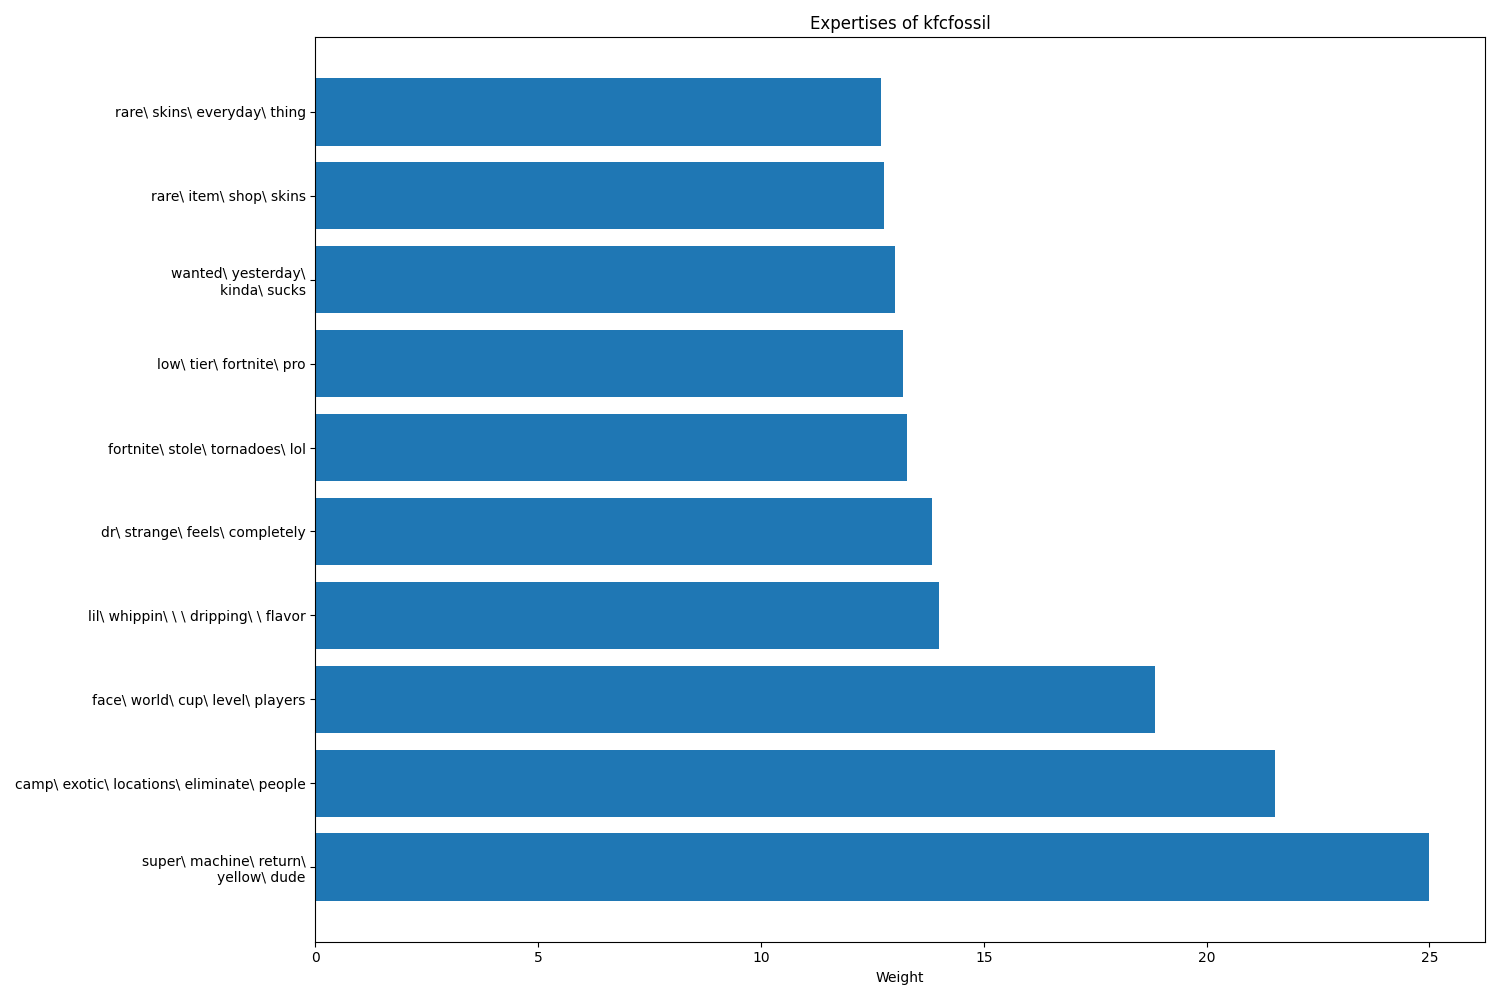 Expertises of kfcfossil
rare\ skins\ everyday\ thing
rare\ item\ shop\ skins
wanted\ yesterday\
kinda\ sucks
low\ tier\ fortnite\ pro
fortnite\ stole\ tornadoes\ lol
dr\ strange\ feels\ completely
lil\ whippin\ \ \ dripping\ \ flavor
face\ world\ cup\ level\ players
camp\ exotic\ locations\ eliminate\ people
super\ machine\ return\
yellow\ dude
0 5 10 15 20 25
Weight